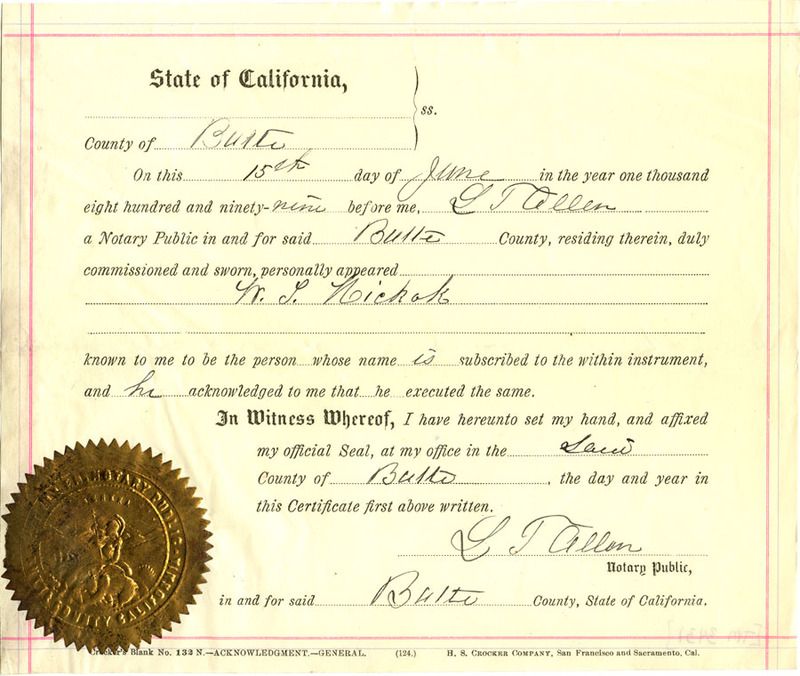 State of California,
ss.
County of Butte
On this 15th day of June in the year one thousand
eight hundred and ninety-nine before me, L T Allen
a Notary Public in and for said Butte County, residing therein, duly
commissioned and sworn, personally appeared
W. S. Hickok
known to me to be the person whose name is subscribed to the within instrument,
and he acknowledged to me that he executed the same.
In Witness Whereof, I have hereunto set my hand, and affixed
my official Seal, at my office in the said
County of Butte, the day and year in
this Certificate first above written.
L T Allen
Notary Public,
in and for said Butte County, State of California.
NOTARY PUBLIC
COUNTY CALIFORNIA
Crocker's Blank No. 132 N.—ACKNOWLEDGMENT.—GENERAL. (124.) H. S. CROCKER COMPANY, San Francisco and Sacramento, Cal.